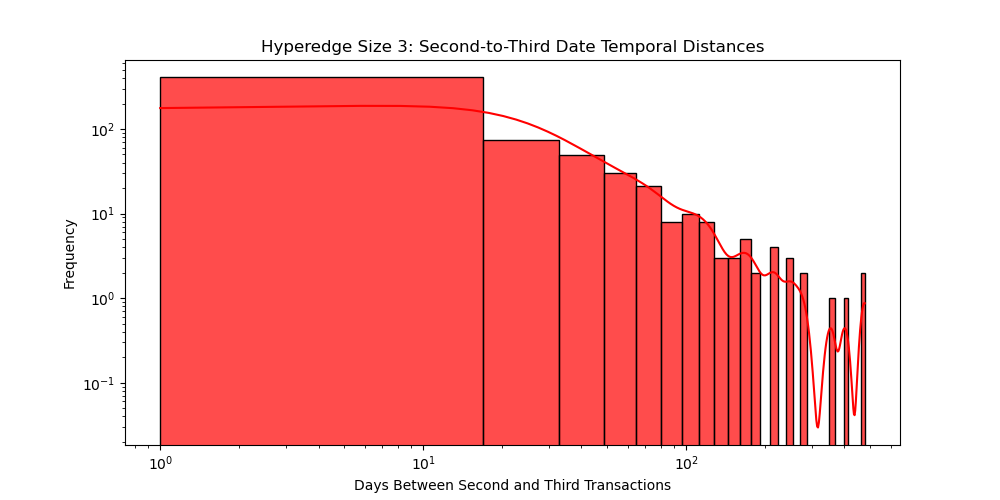 Hyperedge Size 3: Second-to-Third Date Temporal Distances
Frequency
10²
10¹
10⁰
10⁻¹
10⁰ 10¹ 10²
Days Between Second and Third Transactions